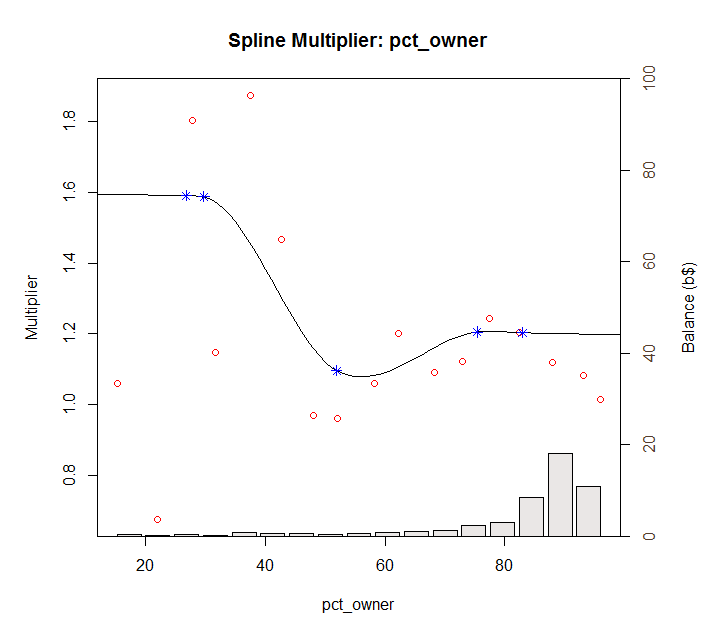 Spline Multiplier: pct_owner
Multiplier
0.8 1.0 1.2 1.4 1.6 1.8
20 40 60 80
pct_owner
0 20 40 60 80 100
Balance (b$)